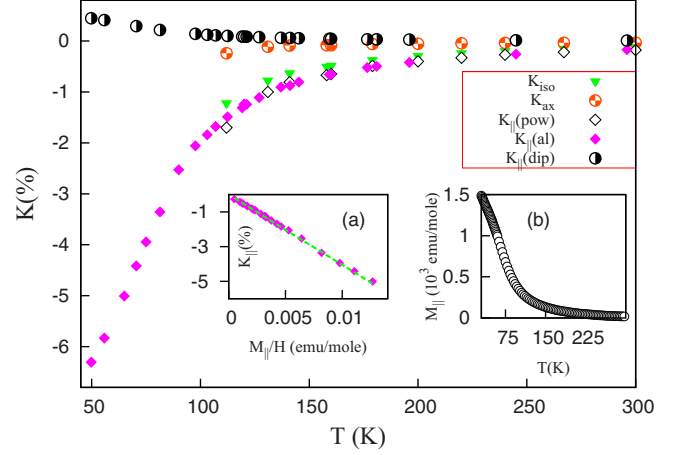 0
-1
-2
-3
-4
-5
-6
K(%)
50 100 150 200 250 300
T (K)
K_iso
K_ax
K_||(pow)
K_||(al)
K_||(dip)
(a)
-1
-3
-5
K_||(%)
0 0.005 0.01
M_||/H (emu/mole)
(b)
1.5
1
0.5
0
M_|| (10^3 emu/mole)
75 150 225
T(K)